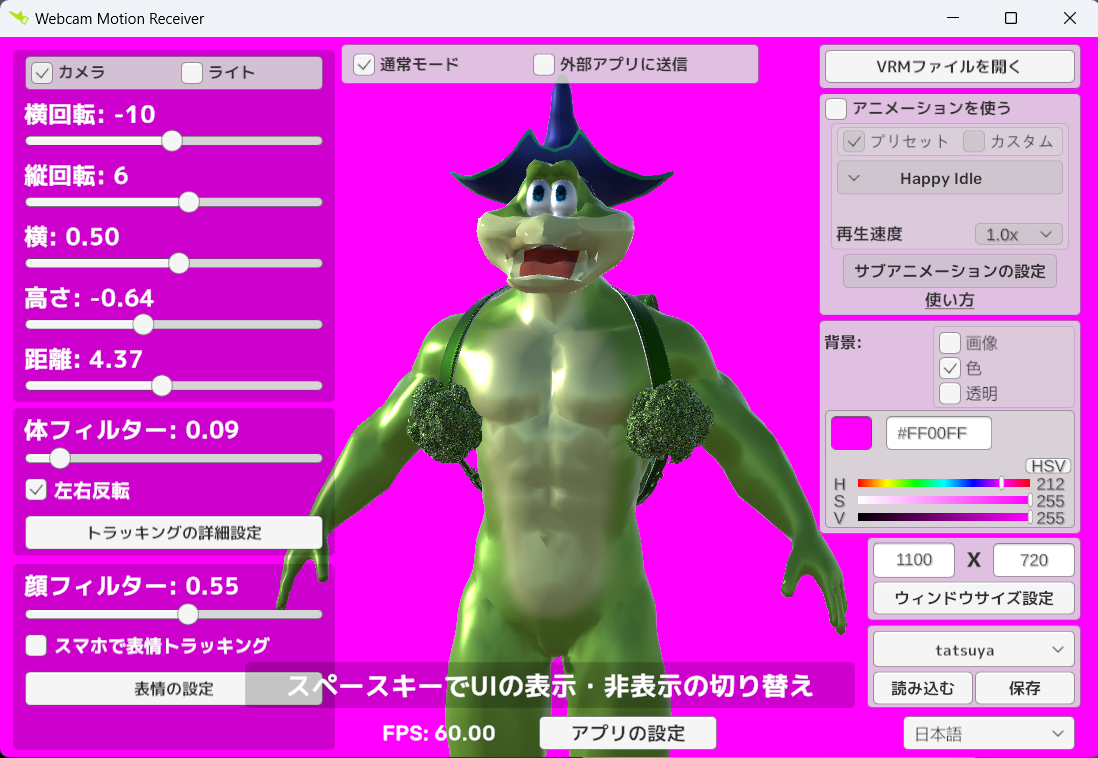 Webcam Motion Receiver
カメラ
ライト
横回転: -10
縦回転: 6
横: 0.50
高さ: -0.64
距離: 4.37
体フィルター: 0.09
左右反転
トラッキングの詳細設定
顔フィルター: 0.55
スマホで表情トラッキング
表情の設定
通常モード
外部アプリに送信
スペースキーでUIの表示・非表示の切り替え
FPS: 60.00
アプリの設定
VRMファイルを開く
アニメーションを使う
プリセット
カスタム
Happy Idle
再生速度
1.0x
サブアニメーションの設定
使い方
背景:
画像
色
透明
#FF00FF
HSV
H 212
S 255
V 255
1100 X 720
ウィンドウサイズ設定
tatsuya
読み込む
保存
日本語